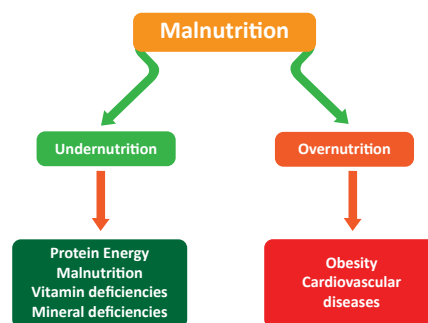 Malnutrition
Undernutrition
Overnutrition
Protein Energy
Malnutrition
Vitamin deficiencies
Mineral deficiencies
Obesity
Cardiovascular
diseases